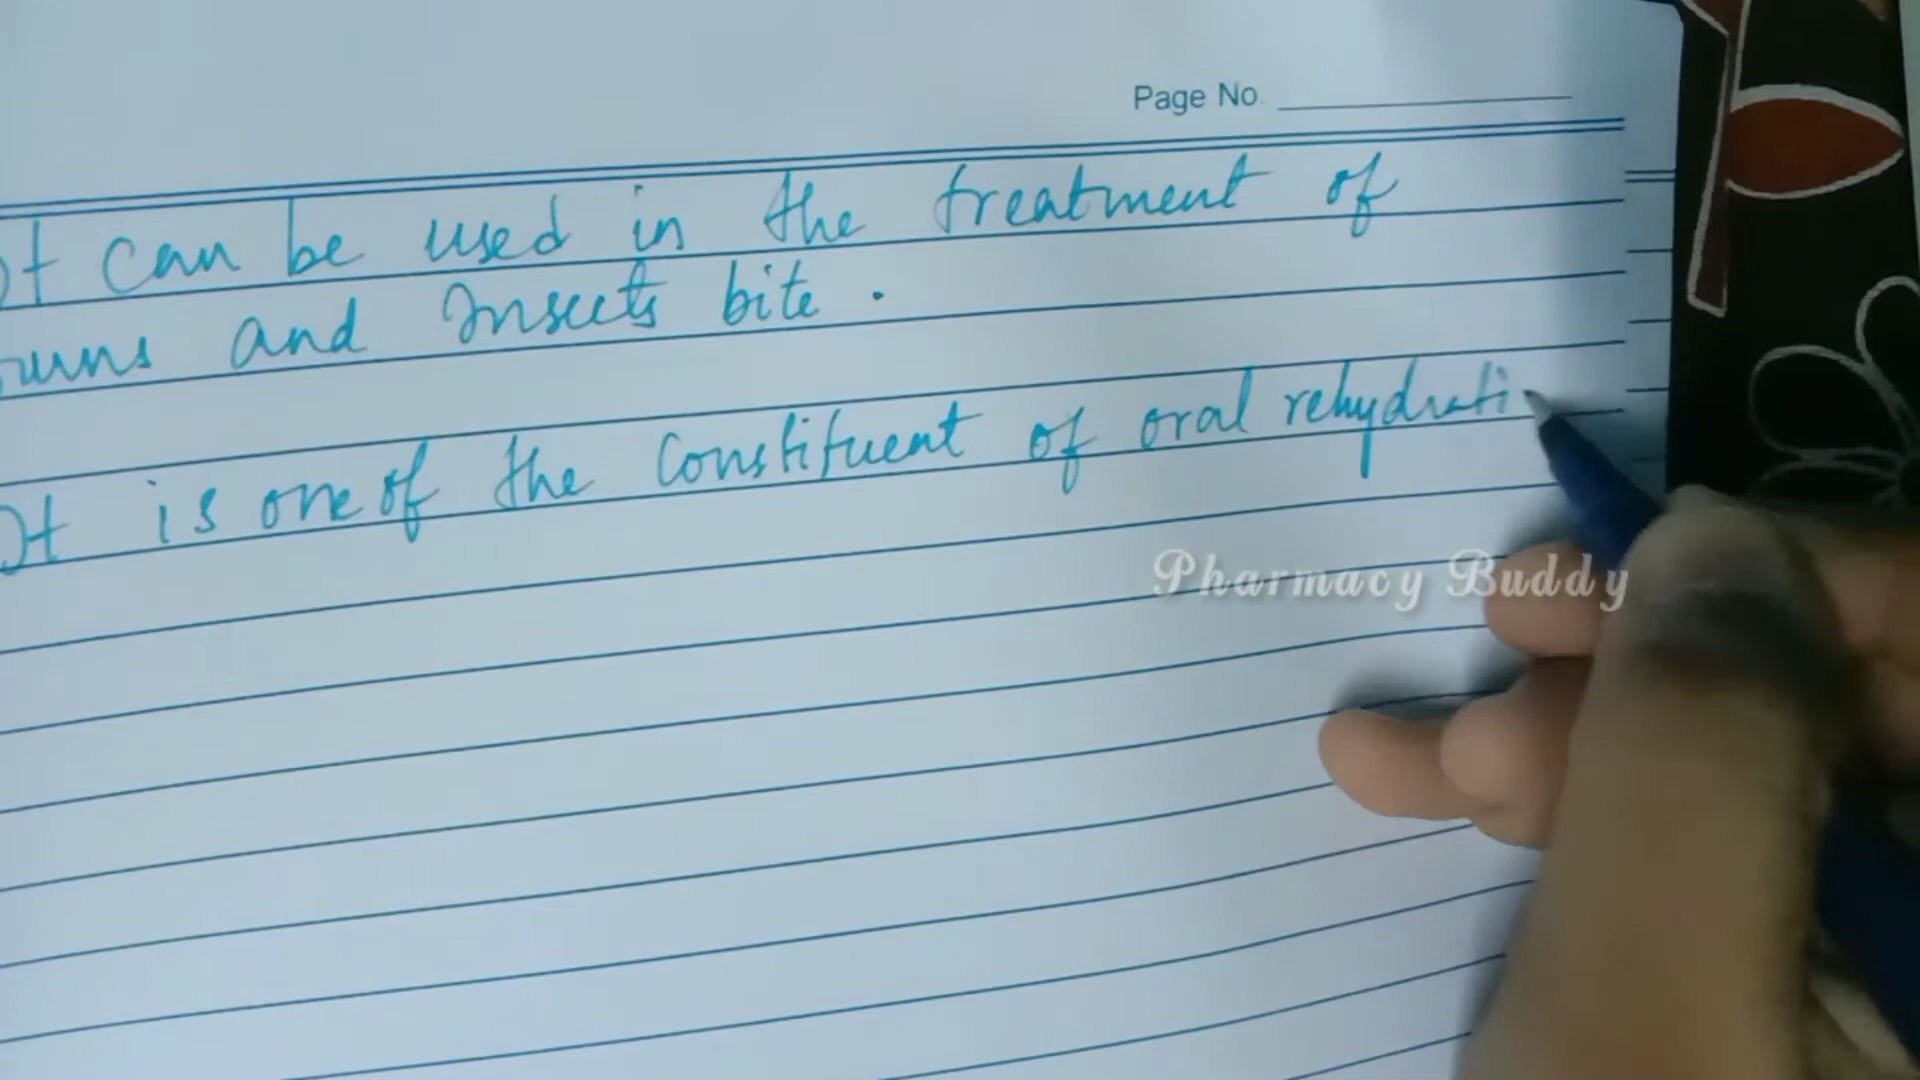 Page No.
It can be used in the treatment of
and Insects bite .
It is one of the Constituent of oral rehydrati
Pharmacy Buddy